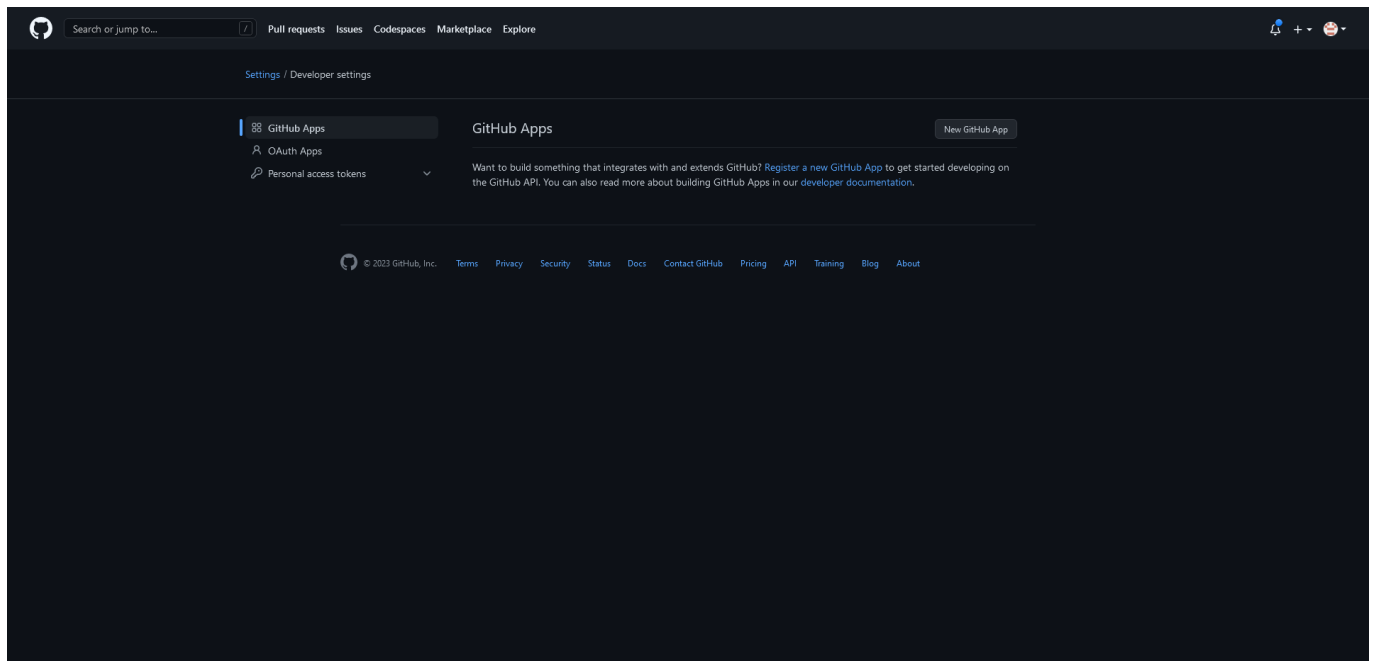 Search or jump to... /
Pull requests Issues Codespaces Marketplace Explore
Settings / Developer settings
GitHub Apps
OAuth Apps
Personal access tokens
GitHub Apps
New GitHub App
Want to build something that integrates with and extends GitHub? Register a new GitHub App to get started developing on
the GitHub API. You can also read more about building GitHub Apps in our developer documentation.
© 2023 GitHub, Inc. Terms Privacy Security Status Docs Contact GitHub Pricing API Training Blog About